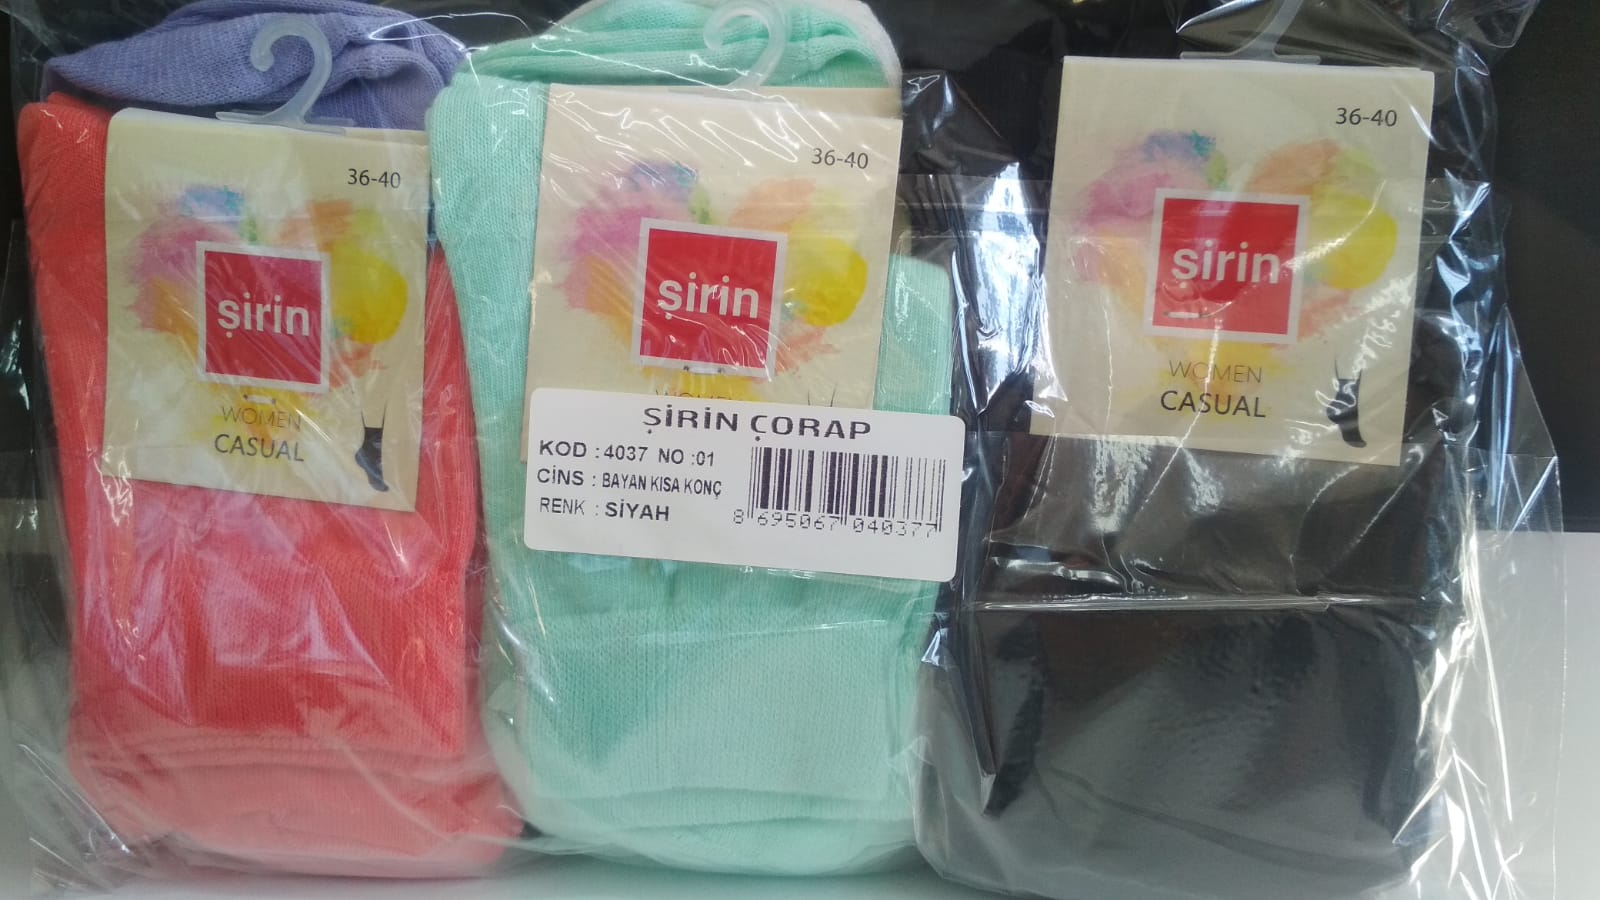 36-40
şirin
WOMEN
CASUAL
36-40
şirin
WOMEN
ŞİRİN ÇORAP
KOD : 4037 NO :01
CİNS : BAYAN KISA KONÇ
RENK : SİYAH
8 695067 040377
36-40
şirin
WOMEN
CASUAL